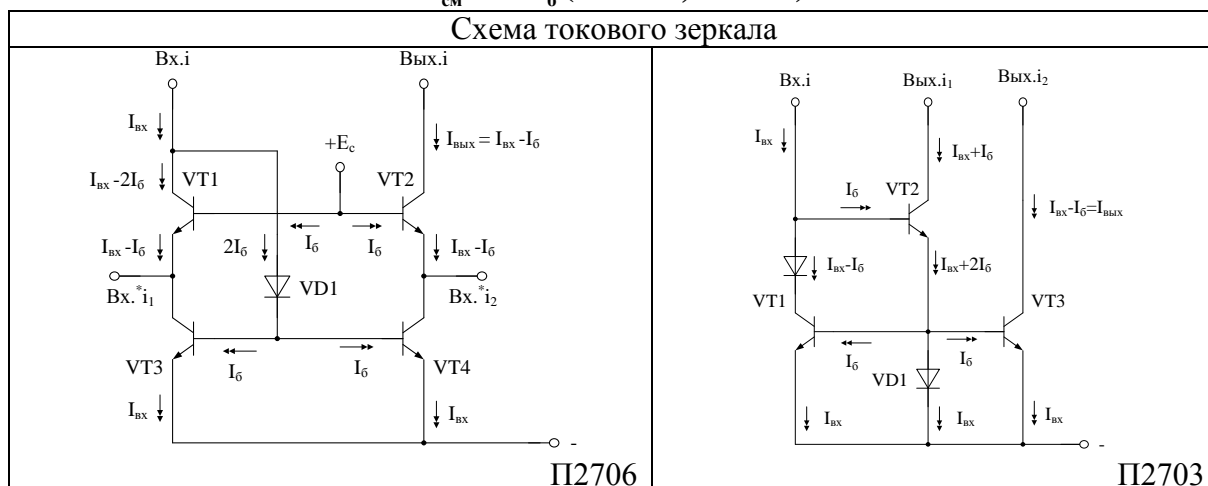 Схема токового зеркала
Вх.i
Вых.i
Iвх
Iвых = Iвх -Iб
+Eс
Iвх -2Iб
VT1
VT2
Iб
Iб
Iвх -Iб
2Iб
Iвх -Iб
Вх.*i1
VD1
Вх.*i2
VT3
Iб
Iб
VT4
Iвх
Iвх
-
П2706
Вх.i
Вых.i1
Вых.i2
Iвх
Iвх+Iб
Iб
VT2
Iвх-Iб=Iвых
Iвх-Iб
Iвх+2Iб
VT1
VT3
Iб
Iб
VD1
Iвх
Iвх
Iвх
-
П2703